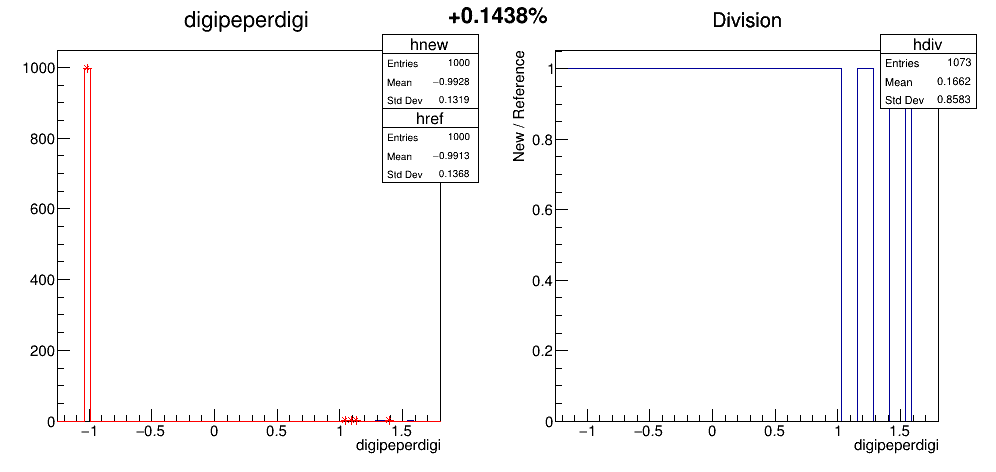 digipeperdigi
+0.1438%
Division
hnew
Entries 1000
Mean −0.9928
Std Dev 0.1319
href
Entries 1000
Mean −0.9913
Std Dev 0.1368
1000
800
600
400
200
0
−1 −0.5 0 0.5 1 1.5
digipeperdigi
hdiv
Entries 1073
Mean 0.1662
Std Dev 0.8583
New / Reference
1
0.8
0.6
0.4
0.2
0
−1 −0.5 0 0.5 1 1.5
digipeperdigi